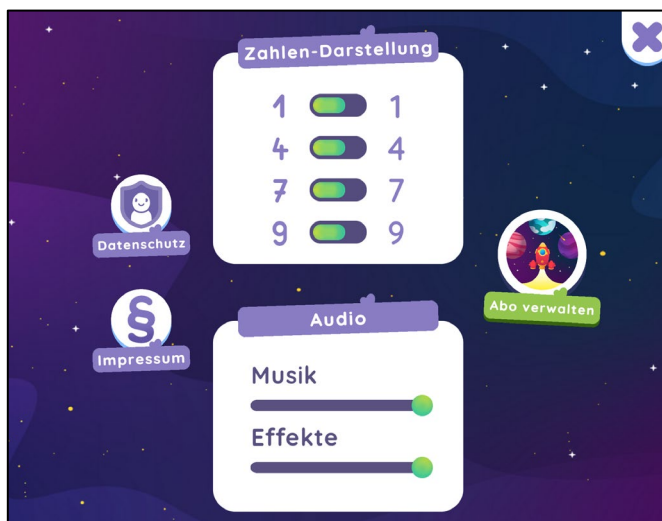 Zahlen-Darstellung
1 1
4 4
7 7
9 9
Datenschutz
Abo verwalten
§
Impressum
Audio
Musik
Effekte